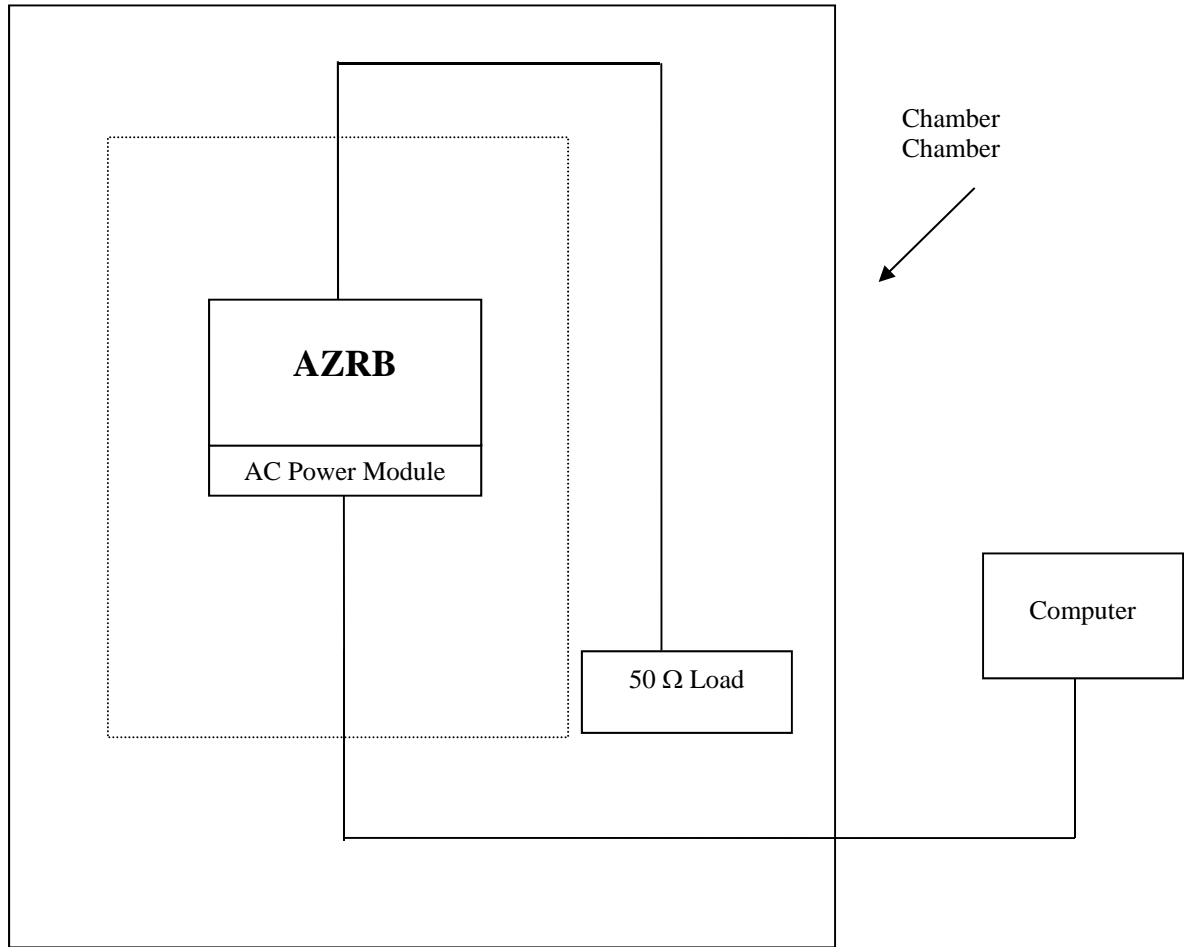 Chamber
Chamber
AZRB
AC Power Module
Computer
50 Ω Load